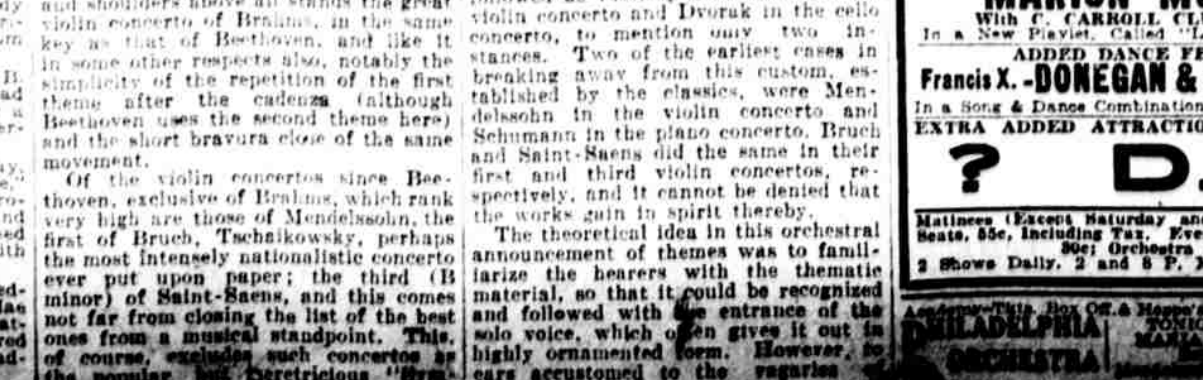 and shoulders above all stands the great
violin concerto of Brahms, in the same
key as that of Beethoven, and like it
in some other respects also, notably the
simplicity of the repetition of the first
theme after the cadenza (although
Beethoven uses the second theme here)
and the short bravura close of the same
movement.
Of the violin concertos since Bee-
thoven, exclusive of Brahms, which rank
very high are those of Mendelssohn, the
first of Bruch, Tschaikowsky, perhaps
the most intensely nationalistic concerto
ever put upon paper; the third (B
minor) of Saint-Saens, and this comes
not far from closing the list of the best
ones from a musical standpoint. This,
of course, excludes such concertos as
the popular but meretricious
violin concerto and Dvorak in the cello
concerto, to mention only two in-
stances. Two of the earliest cases in
breaking away from this custom, es-
tablished by the classics, were Men-
delssohn in the violin concerto and
Schumann in the piano concerto. Bruch
and Saint-Saens did the same in their
first and third violin concertos, re-
spectively, and it cannot be denied that
the works gain in spirit thereby.
The theoretical idea in this orchestral
announcement of themes was to famil-
iarize the hearers with the thematic
material, so that it could be recognized
and followed with the entrance of the
solo voice, which often gives it out in
highly ornamented form. However, to
ears accustomed to the vagaries of
With C. CARROLL
In a New Playlet, Called
ADDED DANCE
Francis X. - DONEGAN &
In a Song & Dance
EXTRA ADDED
? D
Matinees (Except Saturday
Seats, 55c, Including Tax.
90c; Orchestra
2 Shows Daily, 2 and 8 P.
PHILADELPHIA
ORCHESTRA